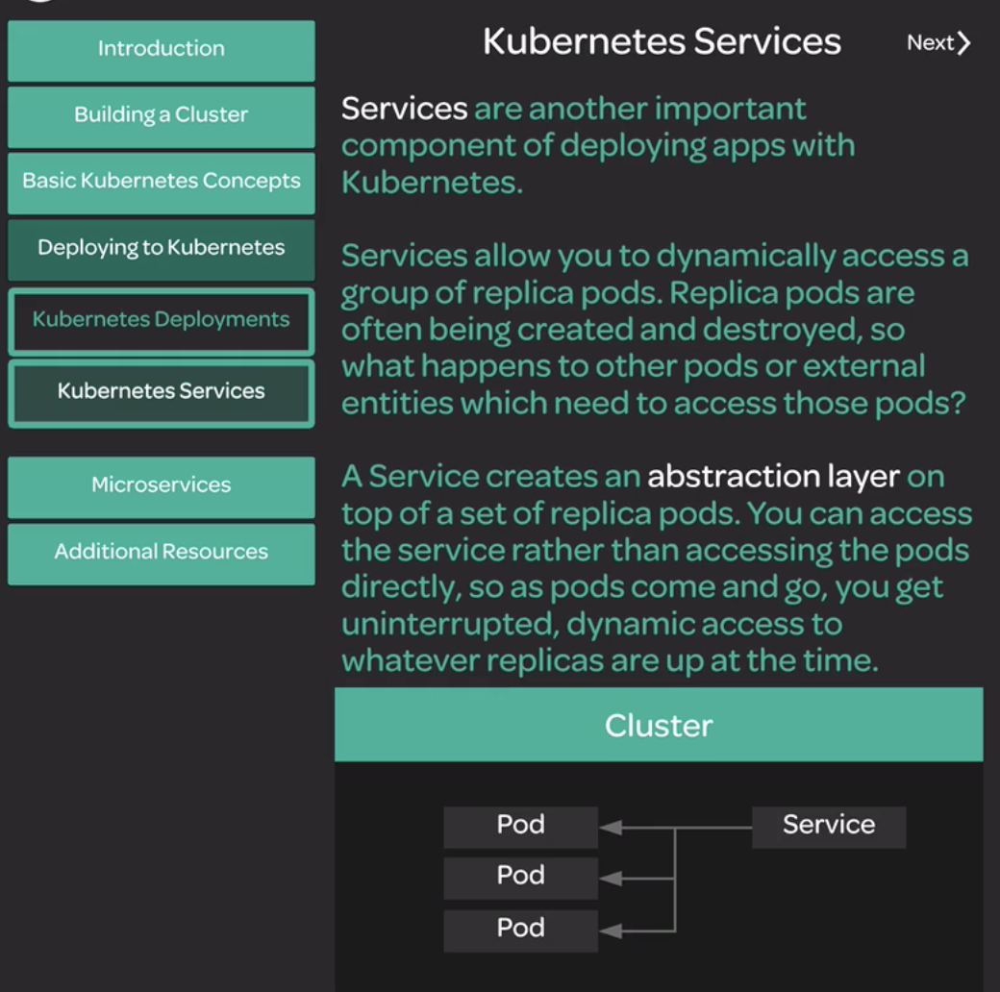 Introduction
Building a Cluster
Basic Kubernetes Concepts
Deploying to Kubernetes
Kubernetes Deployments
Kubernetes Services
Microservices
Additional Resources
Kubernetes Services
Next
Services are another important
component of deploying apps with
Kubernetes.
Services allow you to dynamically access a
group of replica pods. Replica pods are
often being created and destroyed, so
what happens to other pods or external
entities which need to access those pods?
A Service creates an abstraction layer on
top of a set of replica pods. You can access
the service rather than accessing the pods
directly, so as pods come and go, you get
uninterrupted, dynamic access to
whatever replicas are up at the time.
Cluster
Pod
Service
Pod
Pod